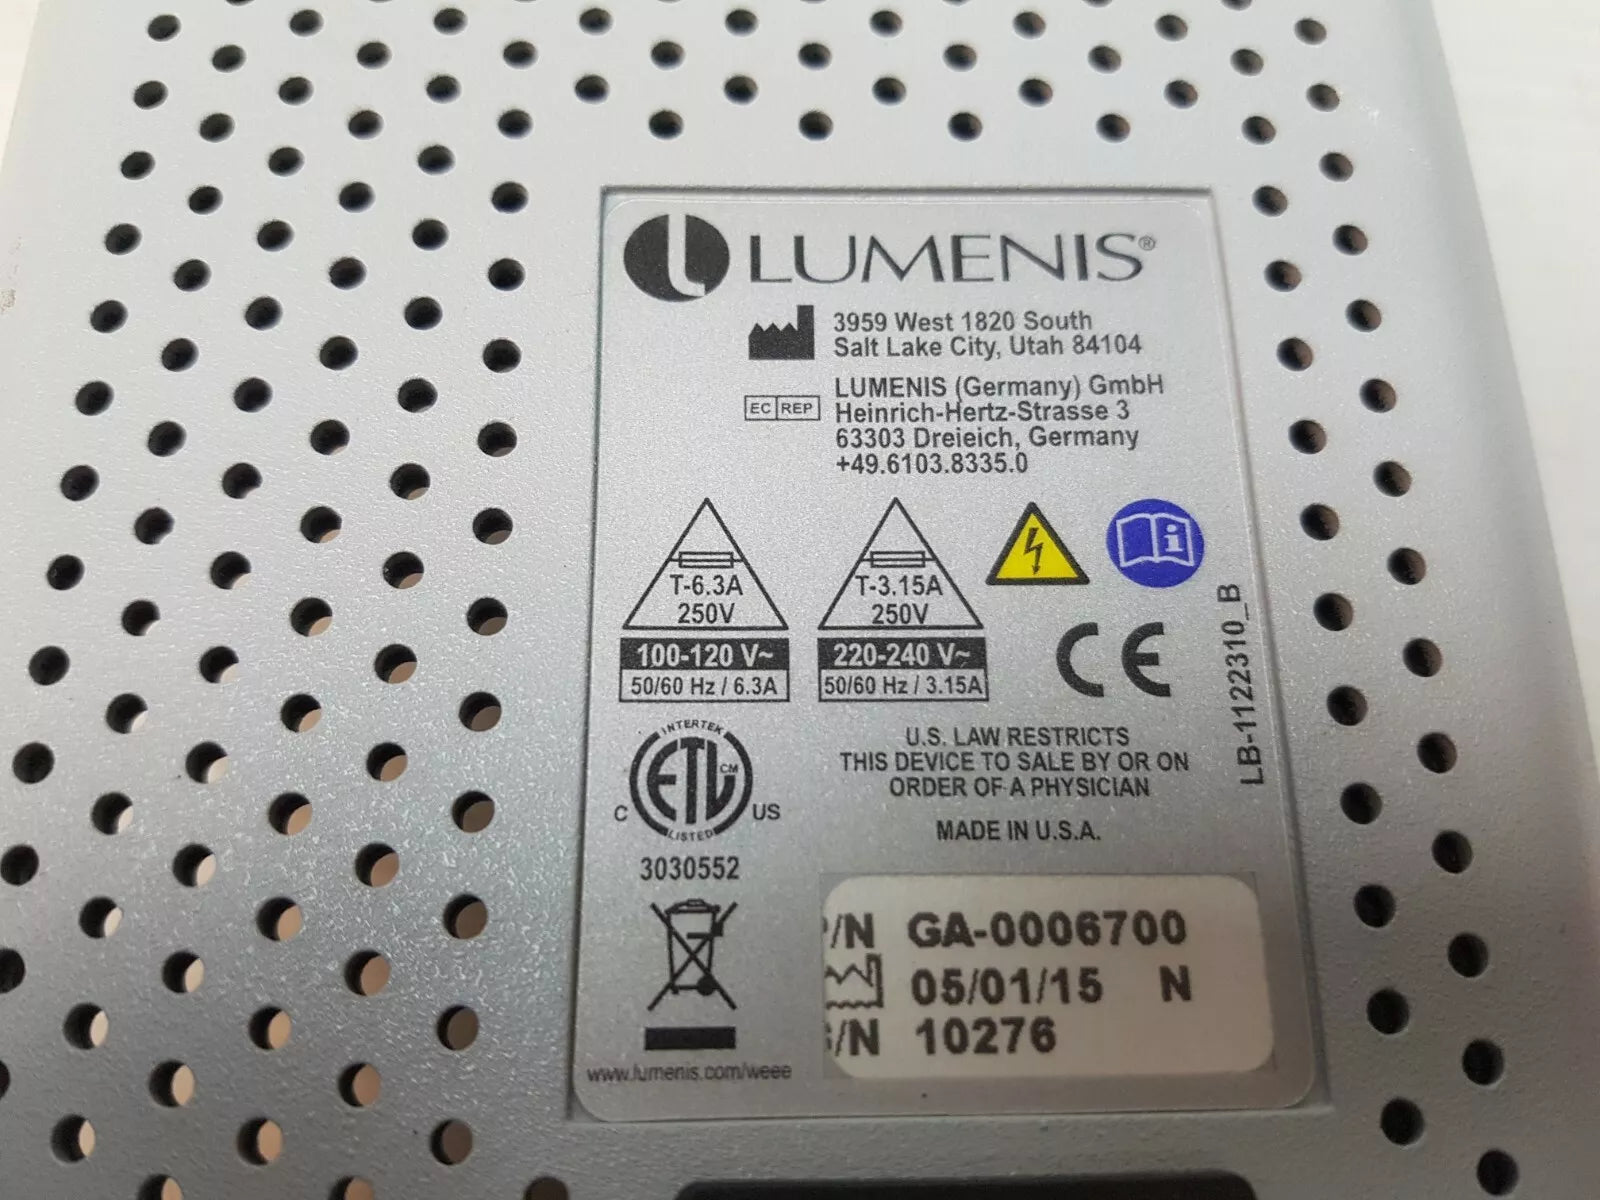 LUMENIS®
3959 West 1820 South
Salt Lake City, Utah 84104
EC REP
LUMENIS (Germany) GmbH
Heinrich-Hertz-Strasse 3
63303 Dreieich, Germany
+49.6103.8335.0
T-6.3A
250V
100-120 V~
50/60 Hz / 6.3A
T-3.15A
250V
220-240 V~
50/60 Hz / 3.15A
i
CE
LB-1122310_B
INTERTEK
ETL CM
LISTED
C US
3030552
U.S. LAW RESTRICTS
THIS DEVICE TO SALE BY OR ON
ORDER OF A PHYSICIAN
MADE IN U.S.A.
/N GA-0006700
05/01/15 N
/N 10276
www.lumenis.com/weee